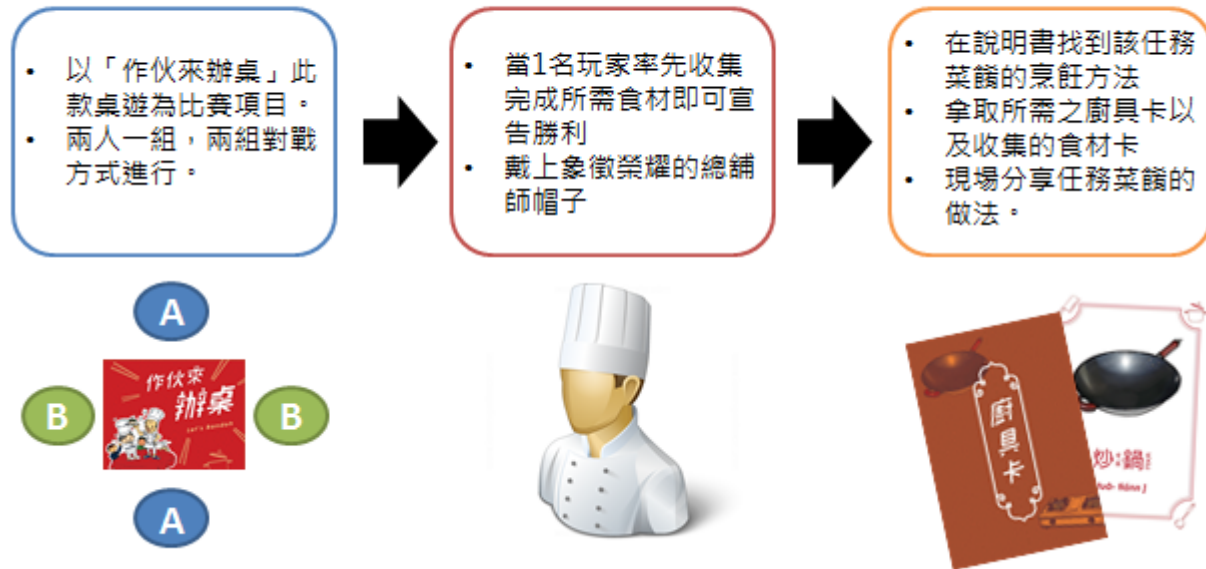 • 以「作伙來辦桌」此
款桌遊為比賽項目。
• 兩人一組，兩組對戰
方式進行。
• 當1名玩家率先收集
完成所需食材即可宣
告勝利
• 戴上象徵榮耀的總舖
師帽子
• 在說明書找到該任務
菜餚的烹飪方法
• 拿取所需之廚具卡以
及收集的食材卡
• 現場分享任務菜餚的
做法。
A
B
作伙來
辦桌
Let's Bandoh
B
A
廚具卡
炒鍋